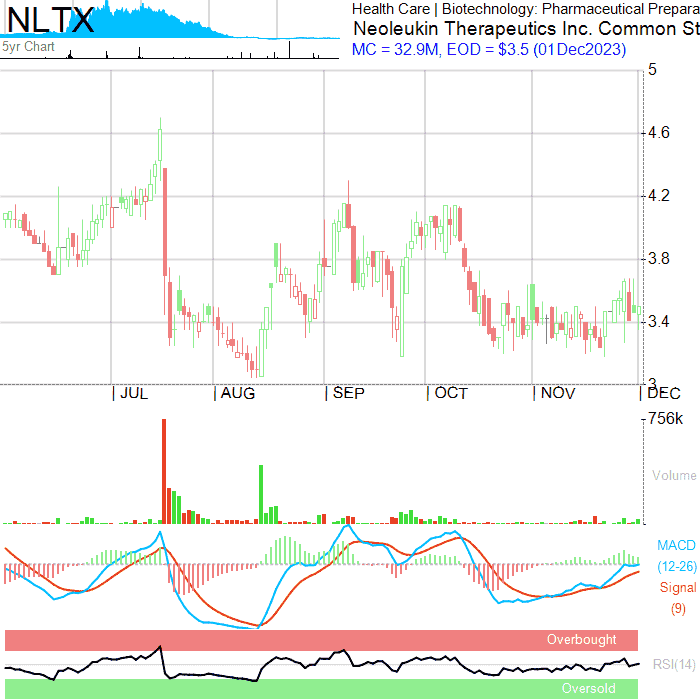 NLTX
5yr Chart
Health Care | Biotechnology: Pharmaceutical Prepara
Neoleukin Therapeutics Inc. Common St
MC = 32.9M, EOD = $3.5 (01Dec2023)
5
4.6
4.2
3.8
3.4
3
JUL
AUG
SEP
OCT
NOV
DEC
756k
Volume
MACD
(12-26)
Signal
(9)
Overbought
RSI(14)
Oversold